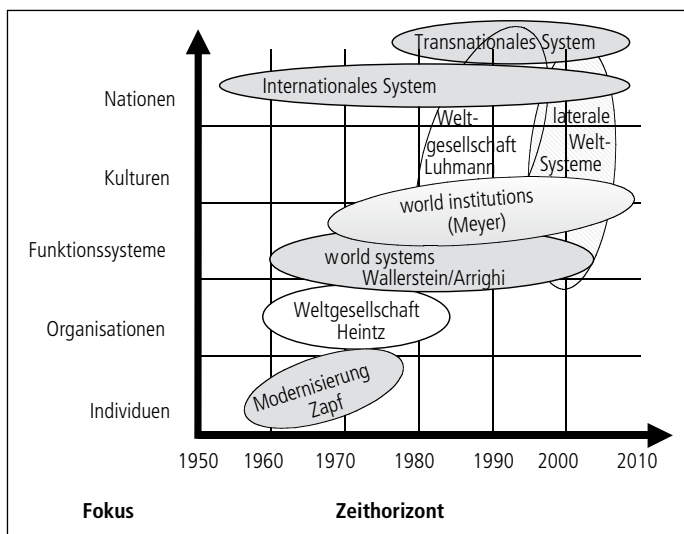 Transnationales System
Internationales System
Nationen
Welt-
gesellschaft
Luhmann
laterale
Welt-
Systeme
Kulturen
world institutions
(Meyer)
Funktionssysteme
world systems
Wallerstein/Arrighi
Weltgesellschaft
Heintz
Organisationen
Modernisierung
Zapf
Individuen
1950 1960 1970 1980 1990 2000 2010
Fokus Zeithorizont